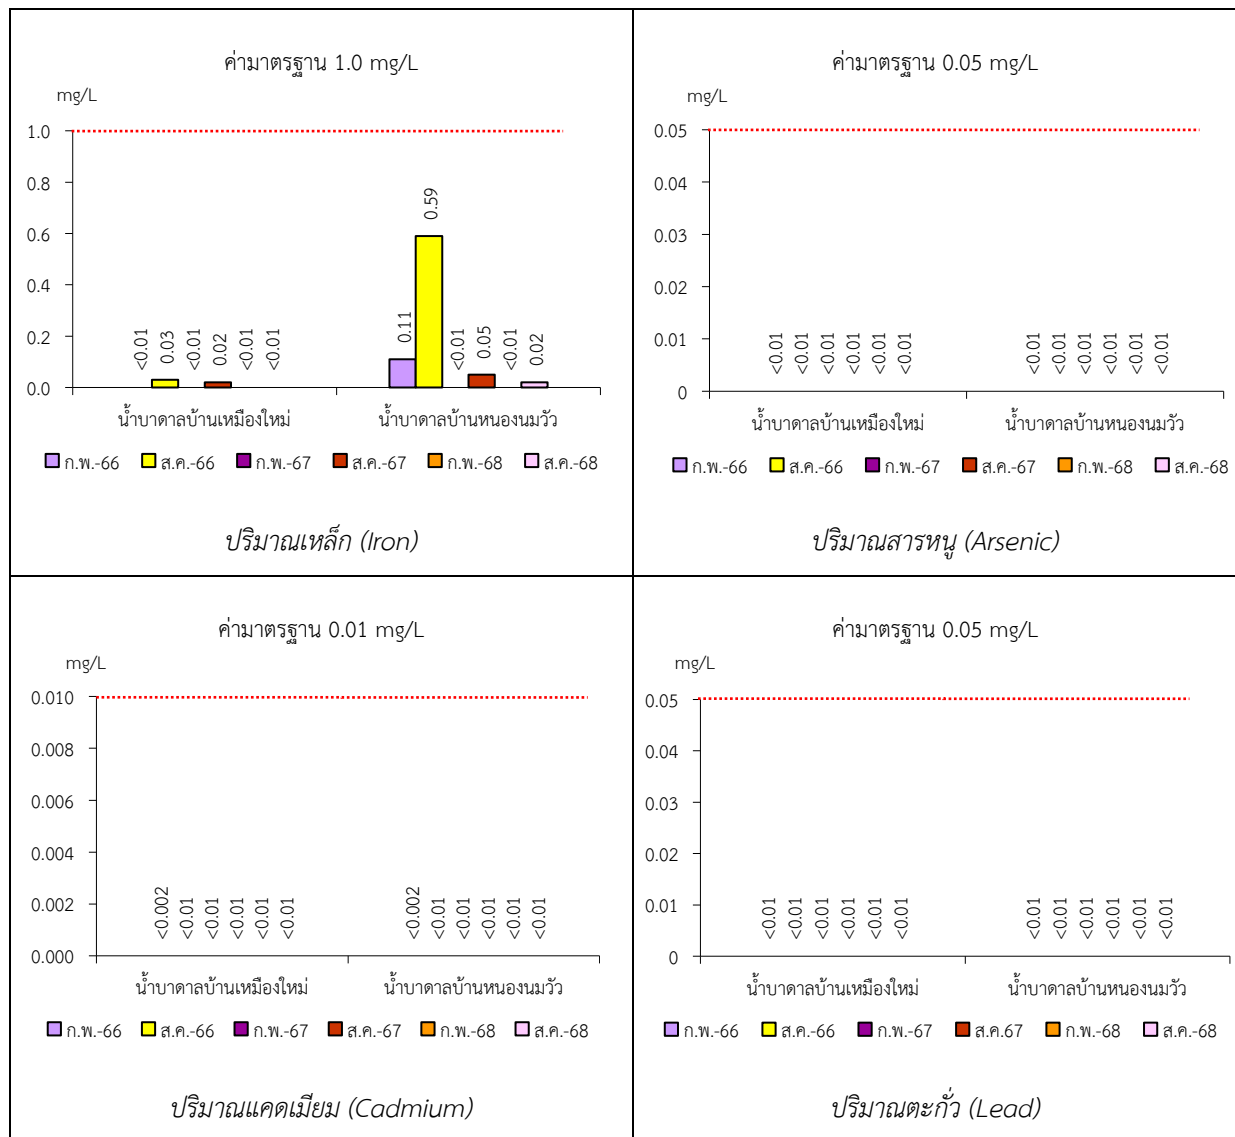 ค่ามาตรฐาน 1.0 mg/L
mg/L
1.0
0.8
0.6
0.4
0.2
0.0
<0.01 0.03 <0.01 0.02 <0.01 <0.01
0.11 0.59 <0.01 0.05 <0.01 0.02
น้ำบาดาลบ้านเหมืองใหม่ น้ำบาดาลบ้านหนองนมวัว
ก.พ.-66 ส.ค.-66 ก.พ.-67 ส.ค.-67 ก.พ.-68 ส.ค.-68
ปริมาณเหล็ก (Iron)
ค่ามาตรฐาน 0.05 mg/L
mg/L
0.05
0.04
0.03
0.02
0.01
0
<0.01 <0.01 <0.01 <0.01 <0.01 <0.01
<0.01 <0.01 <0.01 <0.01 <0.01 <0.01
น้ำบาดาลบ้านเหมืองใหม่ น้ำบาดาลบ้านหนองนมวัว
ก.พ.-66 ส.ค.-66 ก.พ.-67 ส.ค.-67 ก.พ.-68 ส.ค.-68
ปริมาณสารหนู (Arsenic)
ค่ามาตรฐาน 0.01 mg/L
mg/L
0.010
0.008
0.006
0.004
0.002
0.000
<0.002 <0.01 <0.01 <0.01 <0.01 <0.01
<0.002 <0.01 <0.01 <0.01 <0.01 <0.01
น้ำบาดาลบ้านเหมืองใหม่ น้ำบาดาลบ้านหนองนมวัว
ก.พ.-66 ส.ค.-66 ก.พ.-67 ส.ค.-67 ก.พ.-68 ส.ค.-68
ปริมาณแคดเมียม (Cadmium)
ค่ามาตรฐาน 0.05 mg/L
mg/L
0.05
0.04
0.03
0.02
0.01
0
<0.01 <0.01 <0.01 <0.01 <0.01 <0.01
<0.01 <0.01 <0.01 <0.01 <0.01 <0.01
น้ำบาดาลบ้านเหมืองใหม่ น้ำบาดาลบ้านหนองนมวัว
ก.พ.-66 ส.ค.-66 ก.พ.-67 ส.ค.67 ก.พ.-68 ส.ค.-68
ปริมาณตะกั่ว (Lead)